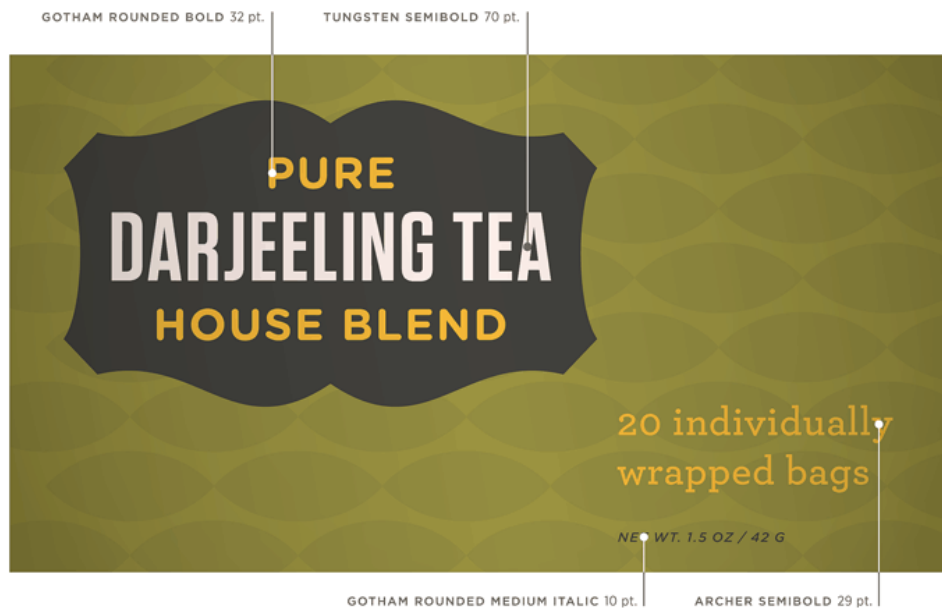 GOTHAM ROUNDED BOLD 32 pt.
TUNGSTEN SEMIBOLD 70 pt.
PURE
DARJEELING TEA
HOUSE BLEND
20 individually
wrapped bags
NET WT. 1.5 OZ / 42 G
GOTHAM ROUNDED MEDIUM ITALIC 10 pt.
ARCHER SEMIBOLD 29 pt.